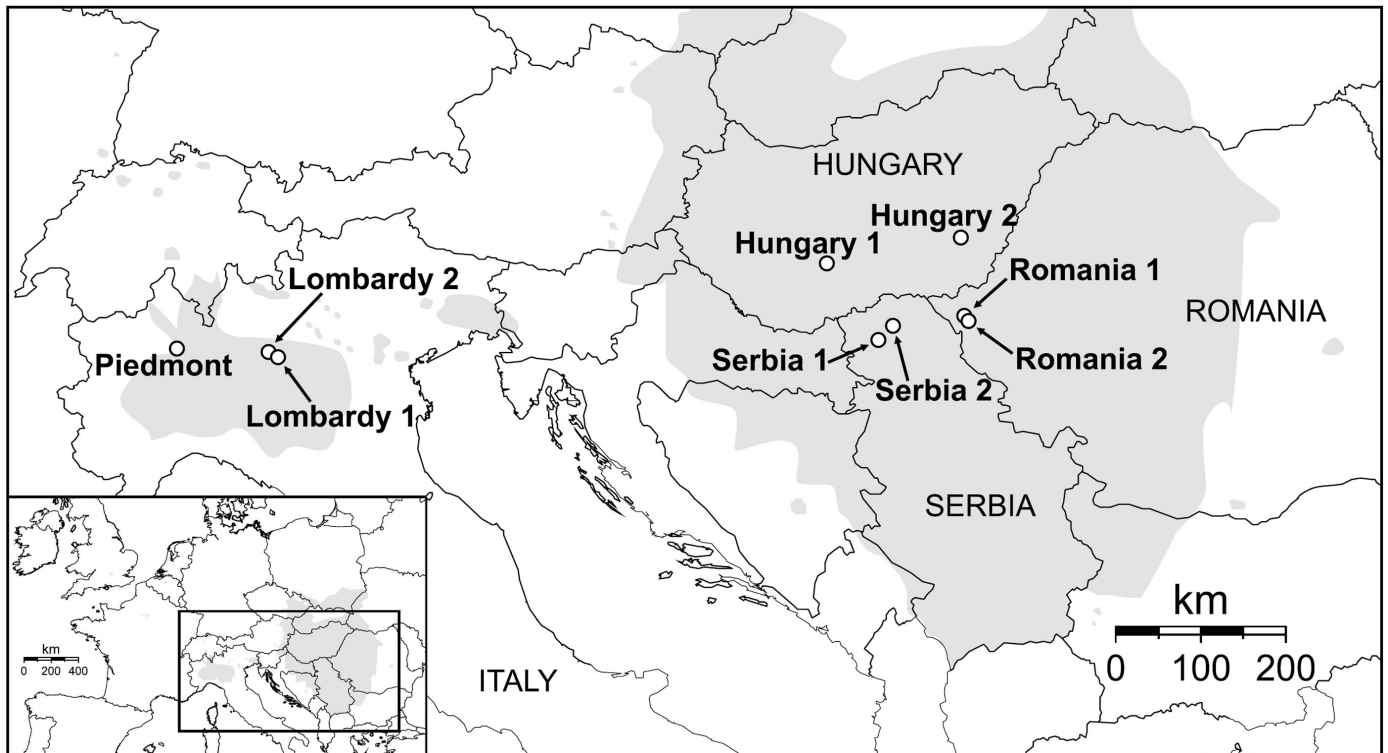 HUNGARY
Hungary 2
Hungary 1
Lombardy 2
Romania 1
ROMANIA
Piedmont
Serbia 1
Romania 2
Serbia 2
Lombardy 1
SERBIA
km
0 100 200
km
0 200 400
ITALY